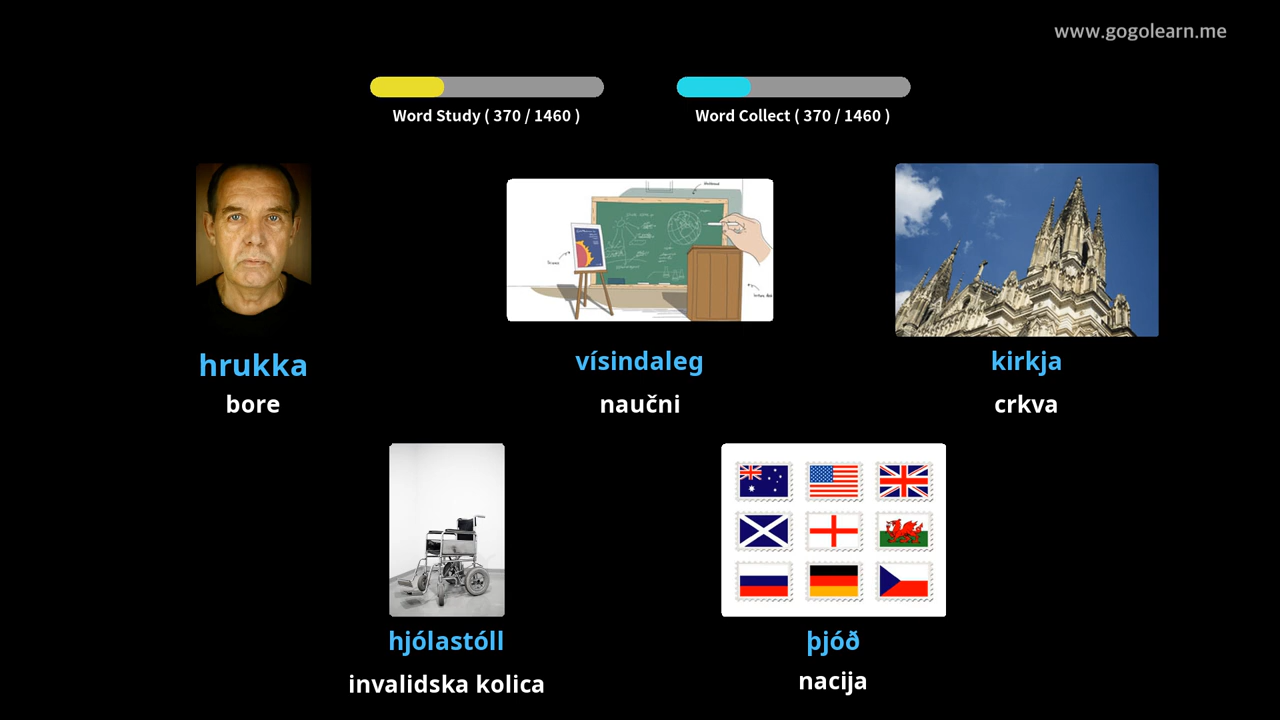 www.gogolearn.me
Word Study ( 370 / 1460 )
Word Collect ( 370 / 1460 )
hrukka
bore
vísindaleg
naučni
kirkja
crkva
hjólastóll
invalidska kolica
þjóð
nacija